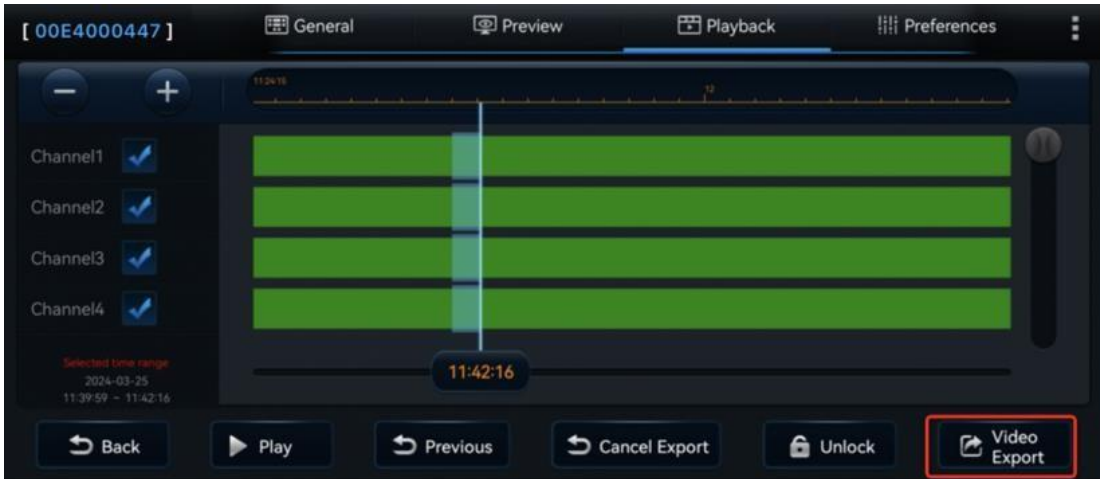 [ 00E4000447 ]
General
Preview
Playback
Preferences
11:24:15
12
Channel1
Channel2
Channel3
Channel4
Selected time range
2024-03-25
11:39:59 ~ 11:42:16
11:42:16
Back
Play
Previous
Cancel Export
Unlock
Video
Export